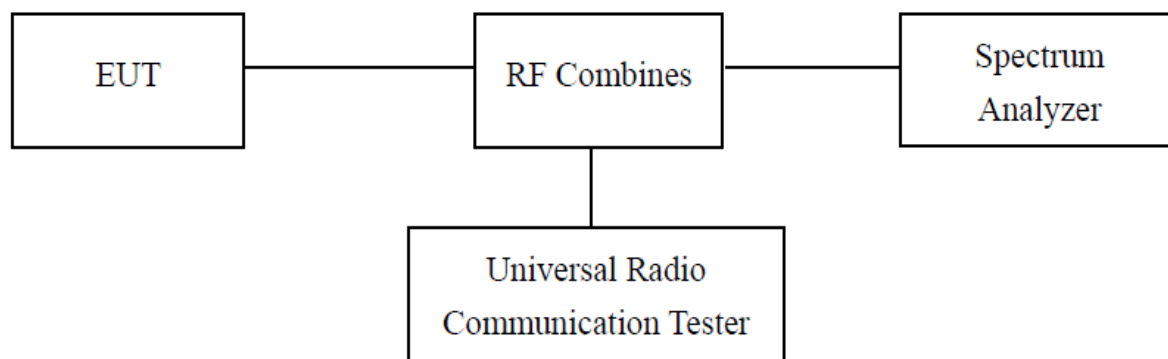 EUT
RF Combines
Spectrum
Analyzer
Universal Radio
Communication Tester